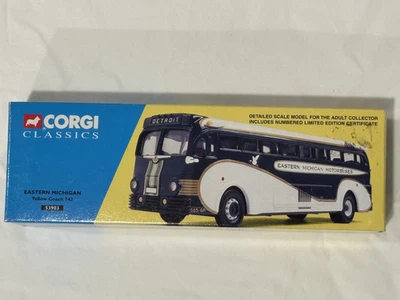 CORGI
CLASSICS
DETAILED SCALE MODEL FOR THE ADULT COLLECTOR
INCLUDES NUMBERED LIMITED EDITION CERTIFICATE
DETROIT
EASTERN MICHIGAN MOTORBUSES
EASTERN MICHIGAN
Yellow Coach 743
53903